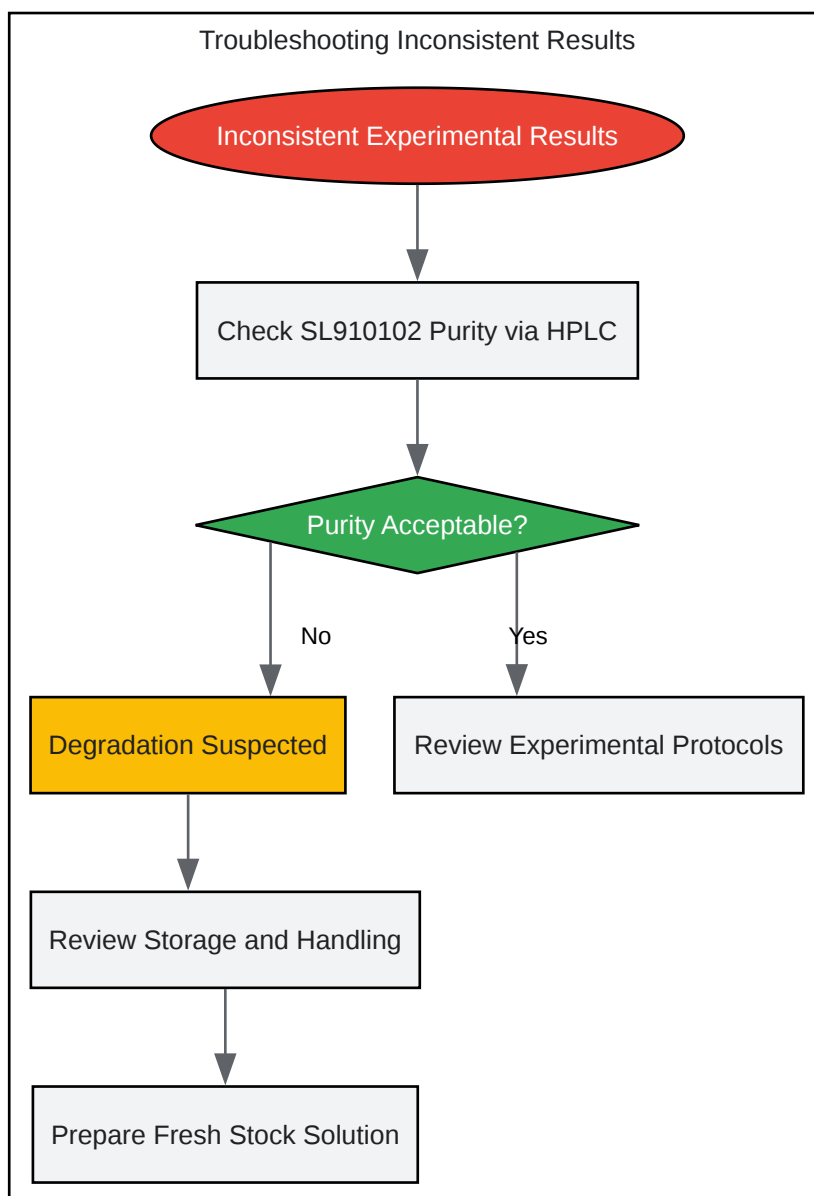 Troubleshooting Inconsistent Results
Inconsistent Experimental Results
Check SL910102 Purity via HPLC
Purity Acceptable?
No
Yes
Degradation Suspected
Review Experimental Protocols
Review Storage and Handling
Prepare Fresh Stock Solution